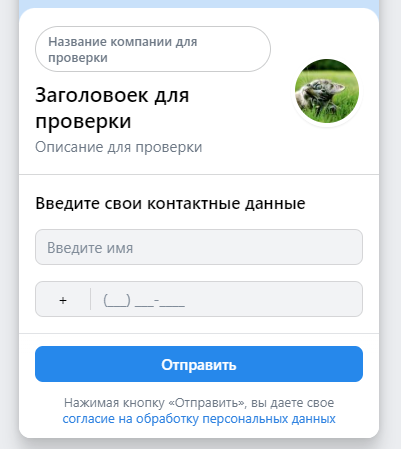 Название компании для
проверки
Заголовоек для
проверки
Описание для проверки
Введите свои контактные данные
Введите имя
+ (___) ___-____
Отправить
Нажимая кнопку «Отправить», вы даете свое
согласие на обработку персональных данных